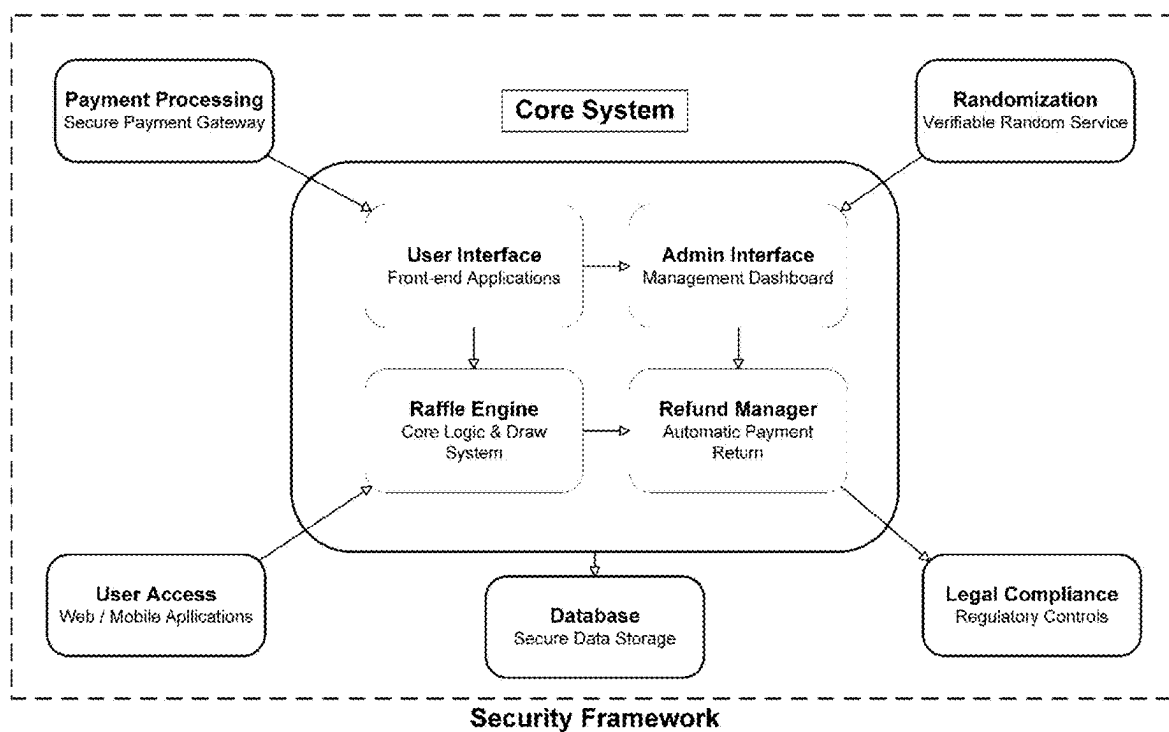 Payment Processing
Secure Payment Gateway
Core System
Randomization
Verifiable Random Service
User Interface
Front-end Applications
Admin Interface
Management Dashboard
Raffle Engine
Core Logic & Draw
System
Refund Manager
Automatic Payment
Return
User Access
Web / Mobile Apllications
Database
Secure Data Storage
Legal Compliance
Regulatory Controls
Security Framework